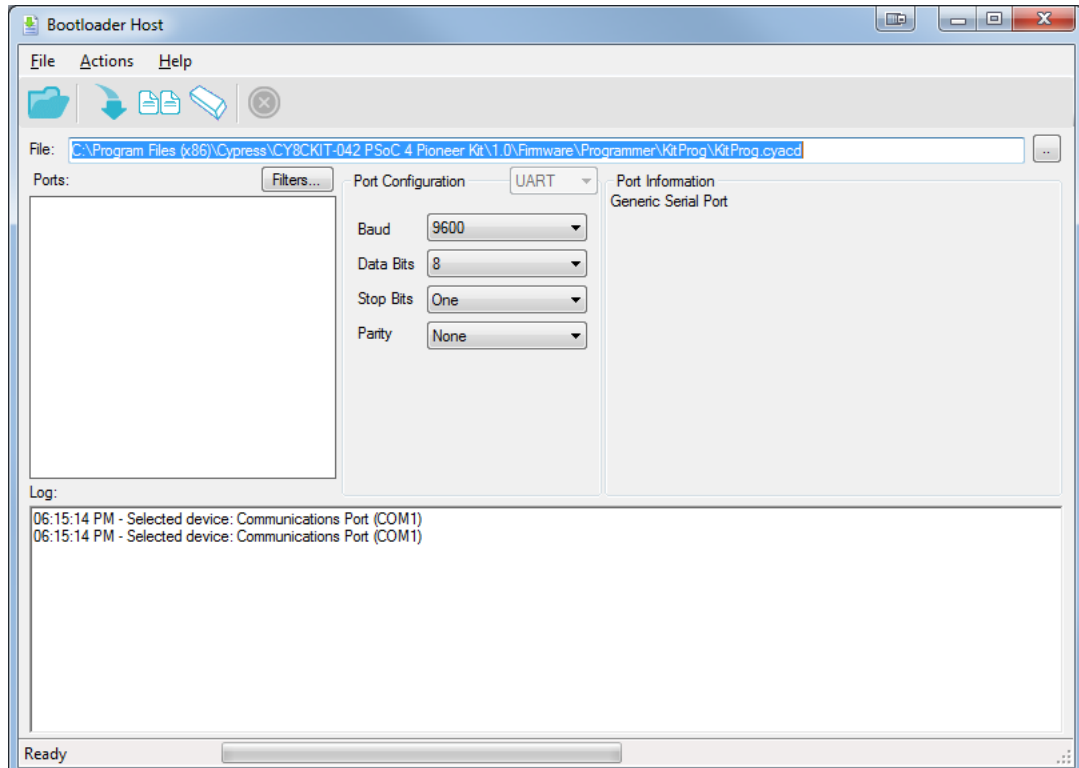 Bootloader Host
File Actions Help
File: C:\Program Files (x86)\Cypress\CY8CKIT-042 PSoC 4 Pioneer Kit\1.0\Firmware\Programmer\KitProg\KitProg.cyacd ..
Ports: Filters... Port Configuration UART Port Information
Generic Serial Port
Baud 9600
Data Bits 8
Stop Bits One
Parity None
Log:
06:15:14 PM - Selected device: Communications Port (COM1)
06:15:14 PM - Selected device: Communications Port (COM1)
Ready